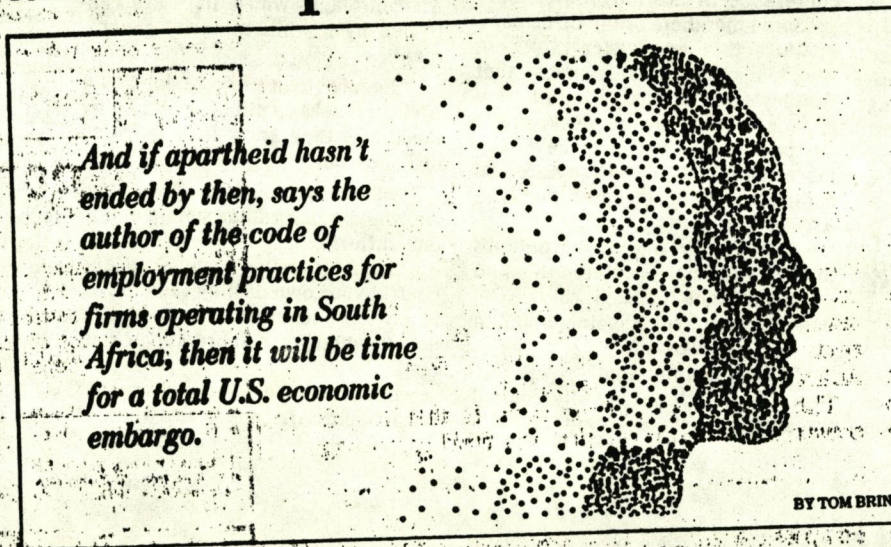 And if apartheid hasn't
ended by then, says the
author of the code of
employment practices for
firms operating in South
Africa, then it will be time
for a total U.S. economic
embargo.
BY TOM BRIN